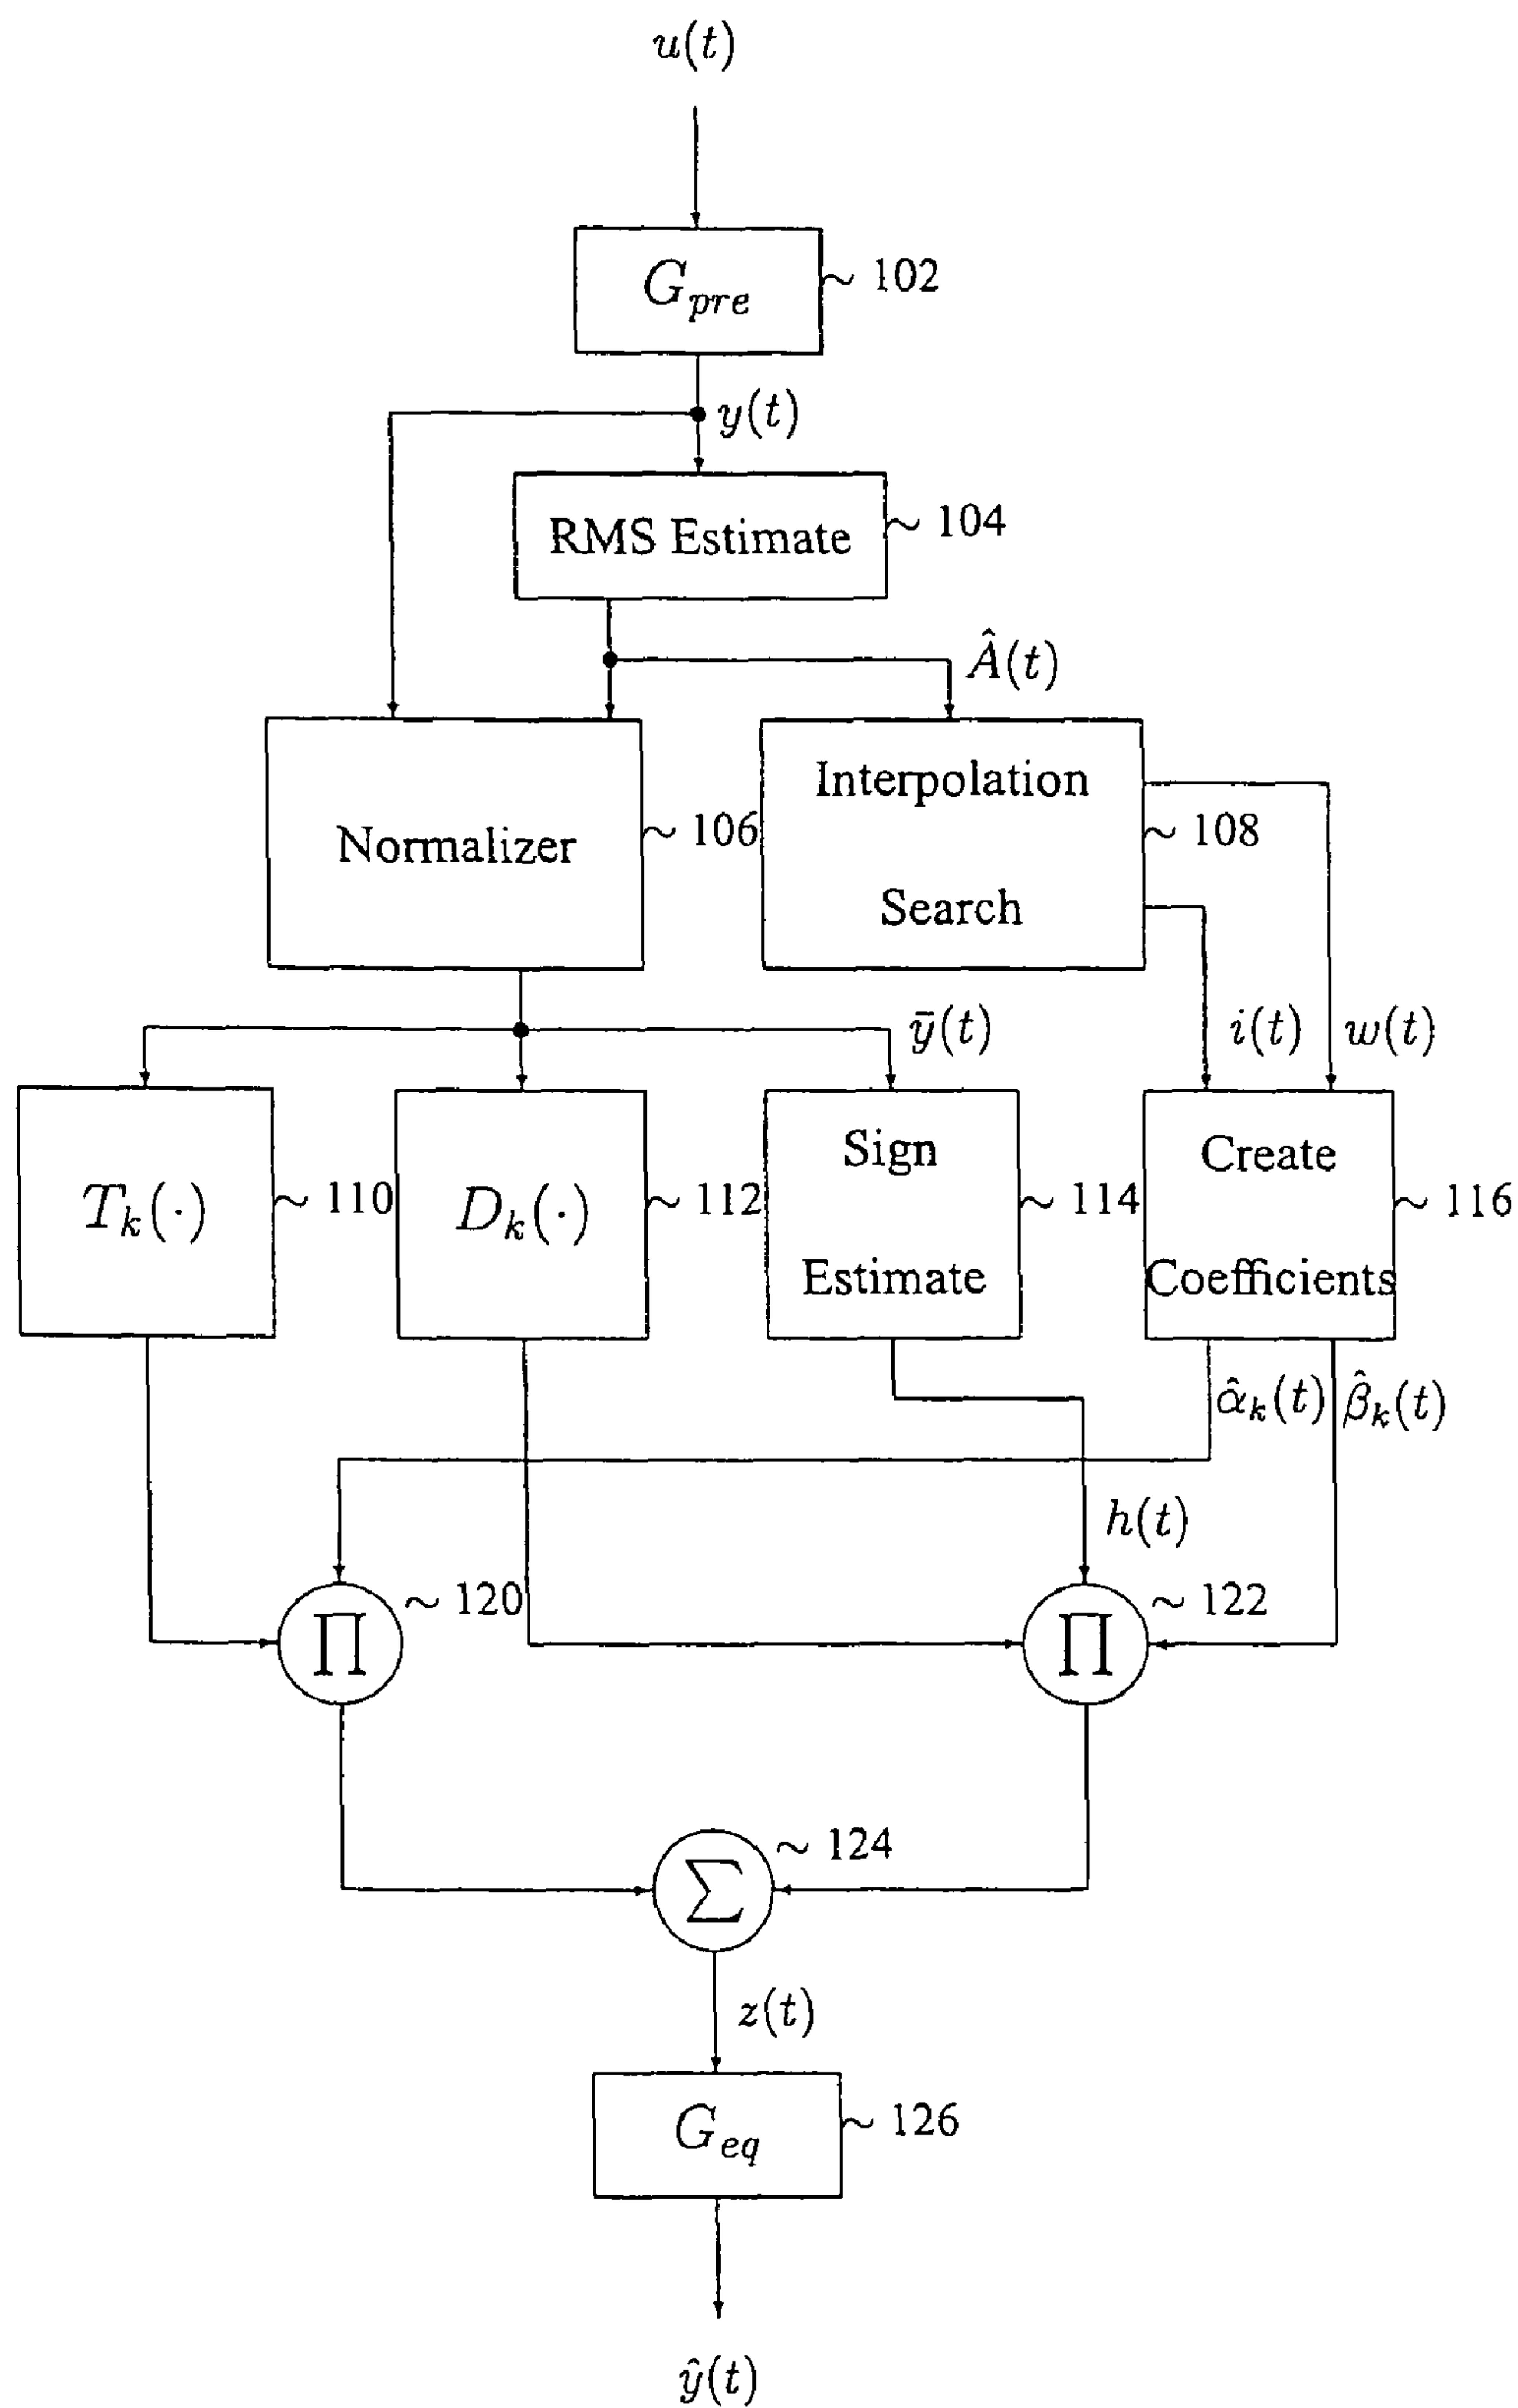 u(t)
G_pre ~ 102
y(t)
RMS Estimate ~ 104
Â(t)
Normalizer ~ 106
Interpolation
Search ~ 108
ȳ(t)
i(t) w(t)
T_k(·) ~ 110
D_k(·) ~ 112
Sign
Estimate ~ 114
Create
Coefficients ~ 116
α̂_k(t) β̂_k(t)
h(t)
∏ ~ 120
∏ ~ 122
∑ ~ 124
z(t)
G_eq ~ 126
ŷ(t)